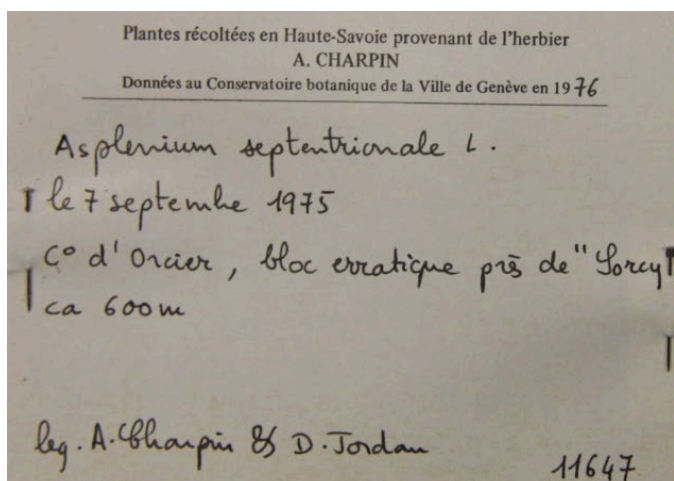 Plantes récoltées en Haute-Savoie provenant de l'herbier
A. CHARPIN
Données au Conservatoire botanique de la Ville de Genève en 1976
Asplenium septentrionale L.
le 7 septembre 1975
C° d'Orcier, bloc erratique près de "Sorcy
ca 600m
leg. A. Charpin & D. Jordan
11647